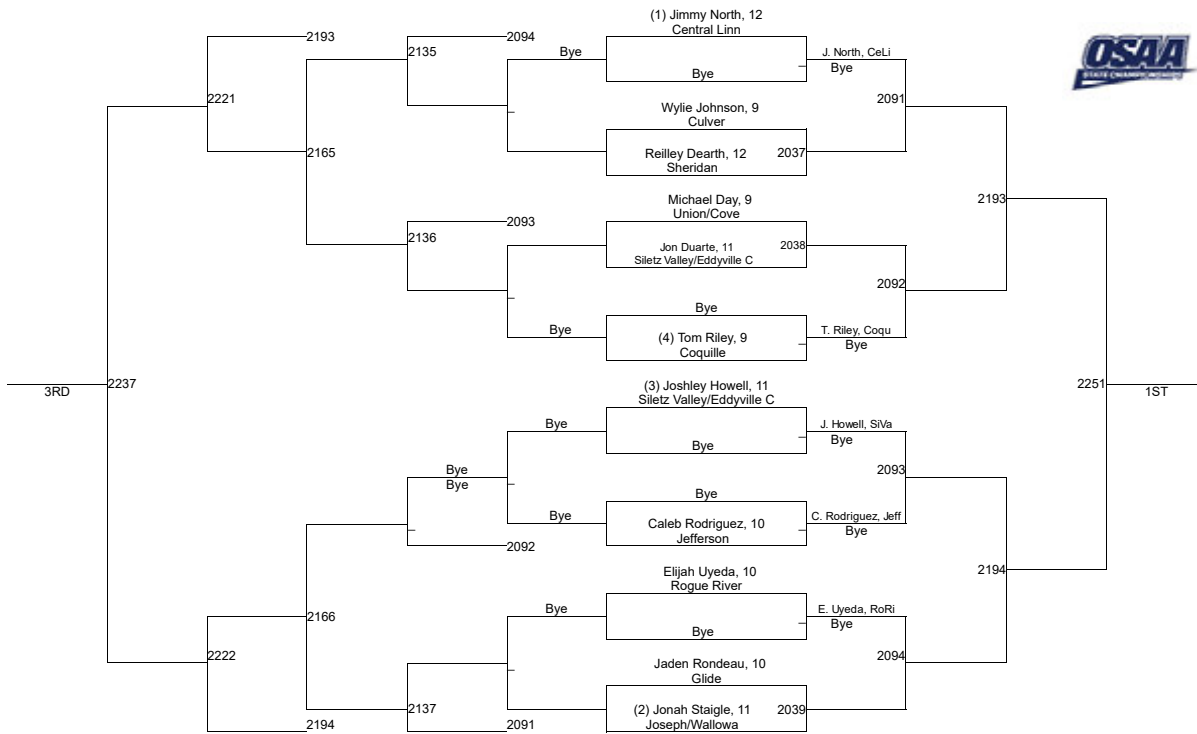 (1) Jimmy North, 12
Central Linn
OSAA
STATE CHAMPIONSHIPS
2193
2094
2135
Bye
J. North, CeLi
Bye
Bye
2221
2091
Wylie Johnson, 9
Culver
2165
Reilley Dearth, 12
2037
Sheridan
Michael Day, 9
Union/Cove
2193
2093
2136
Jon Duarte, 11
2038
Siletz Valley/Eddyville C
2092
Bye
Bye
(4) Tom Riley, 9
T. Riley, Coqu
Coquille
Bye
3RD
2237
2251
1ST
(3) Joshley Howell, 11
Siletz Valley/Eddyville C
Bye
J. Howell, SiVa
Bye
Bye
Bye
Bye
2093
Bye
Bye
Caleb Rodriguez, 10
C. Rodriguez, Jeff
Jefferson
Bye
2092
2194
Elijah Uyeda, 10
Rogue River
2166
Bye
E. Uyeda, RoRi
Bye
Bye
2222
2094
Jaden Rondeau, 10
Glide
2137
(2) Jonah Staigle, 11
2039
Joseph/Wallowa
2194
2091